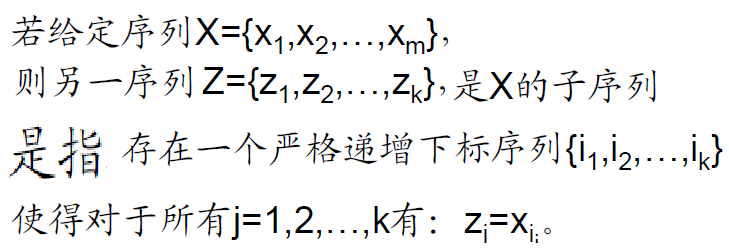 若给定序列X={x₁,x₂,…,xₘ},
则另一序列 Z={z₁,z₂,…,zₖ},是X的子序列
是指 存在一个严格递增下标序列{i₁,i₂,…,iₖ}
使得对于所有j=1,2,…,k有：zⱼ=x_{iⱼ}。